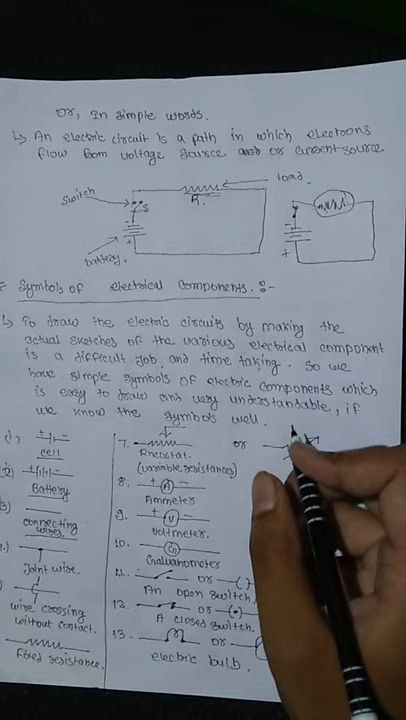 or, In simple words.
↳ An electric circuit is a path in which electrons
flow from voltage source or current source.
Switch
S
R.
load.
battery.
- +
- +
Symbols of electrical components. :-
↳ To draw the electric circuits by making the
actual sketches of the various electrical component
is a difficult job, and time taking. So we
have simple symbols of electric components which
is easy to draw and very understandable, if
we know the symbols well.
+ -
cell
2) + -
Battery
3)
connecting
wires.
Joint wire.
wire crossing
without contact.
Fixed resistance.
7. or
Rheostat.
(variable resistances)
8. + A -
Ammeter
9. + V -
Voltmeter.
10. G
Galvanometer
11. or ( )
An open switch.
12. or (•)
A closed switch.
13. or
electric bulb.